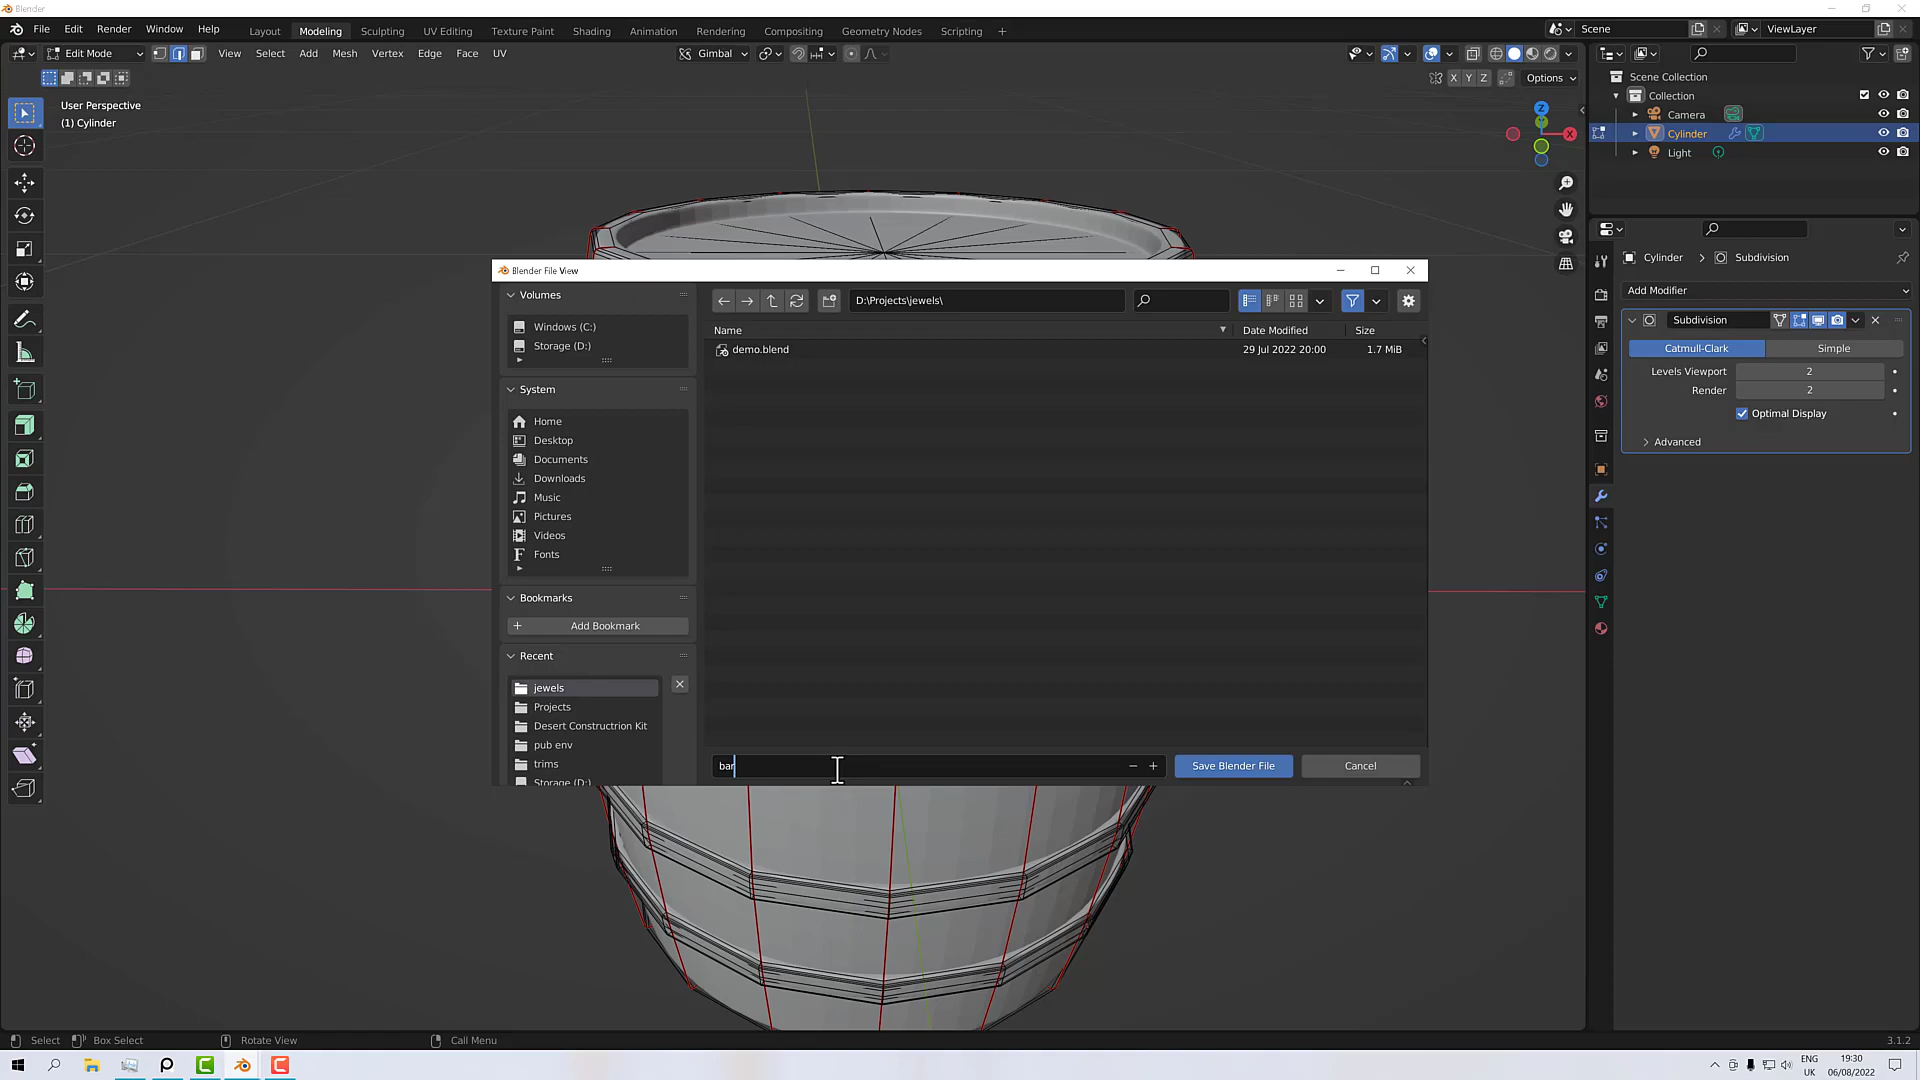 Blender
File Edit Render Window Help Layout Modeling Sculpting UV Editing Texture Paint Shading Animation Rendering Compositing Geometry Nodes Scripting + Scene ViewLayer
Edit Mode View Select Add Mesh Vertex Edge Face UV Gimbal
X Y Z Options
User Perspective
(1) Cylinder
Z
X
Scene Collection
Collection
Camera
Cylinder
Light
Cylinder > Subdivision
Add Modifier
Subdivision
Catmull-Clark Simple
Levels Viewport 2
Render 2
Optimal Display
Advanced
Blender File View
Volumes
Windows (C:)
Storage (D:)
System
Home
Desktop
Documents
Downloads
Music
Pictures
Videos
Fonts
Bookmarks
+ Add Bookmark
Recent
jewels
Projects
Desert Constructrion Kit
pub env
trims
Storage (D:)
D:\Projects\jewels\
Name Date Modified Size
demo.blend 29 Jul 2022 20:00 1.7 MiB
bar
Save Blender File Cancel
Select Box Select Rotate View Call Menu 3.1.2
ENG 19:30
UK 06/08/2022